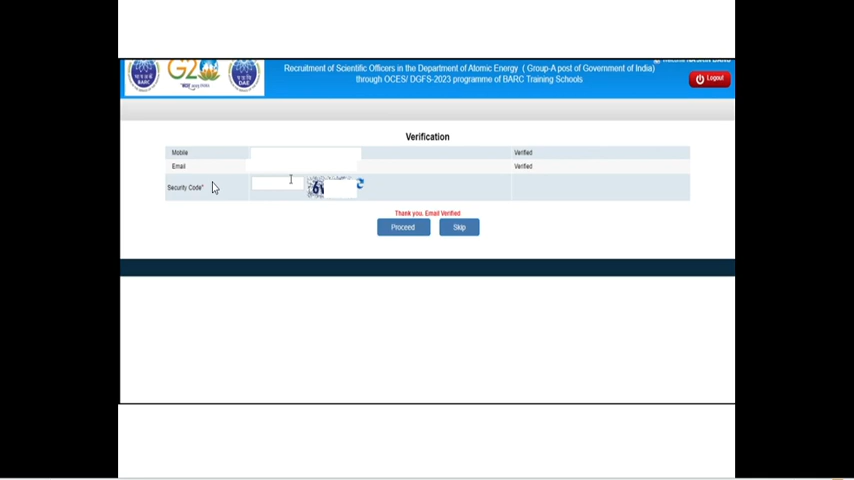 Recruitment of Scientific Officers in the Department of Atomic Energy ( Group-A post of Government of India)
through OCES/ DGFS-2023 programme of BARC Training Schools
G20
BARC
DAE
Logout
Verification
Mobile Verified
Email Verified
Security Code*
Thank you, Email Verified
Proceed Skip